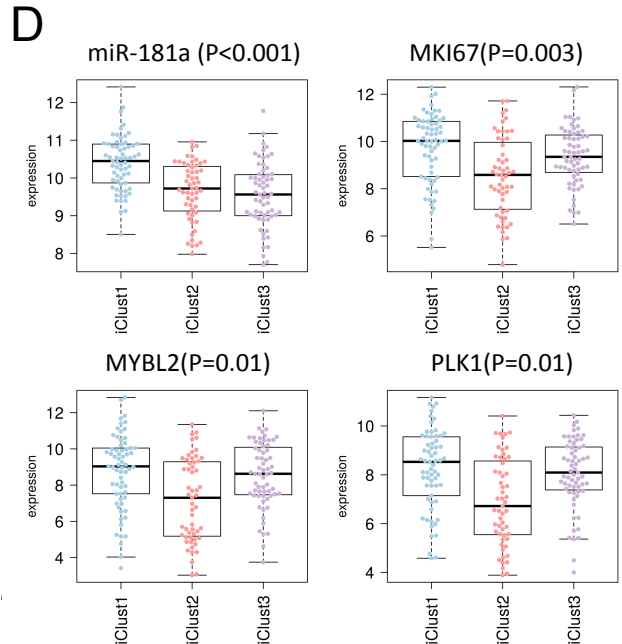 D
miR-181a (P<0.001)
expression
12
11
10
9
8
iClust1
iClust2
iClust3
MKI67(P=0.003)
expression
12
10
8
6
iClust1
iClust2
iClust3
MYBL2(P=0.01)
expression
12
10
8
6
4
iClust1
iClust2
iClust3
PLK1(P=0.01)
expression
10
8
6
4
iClust1
iClust2
iClust3